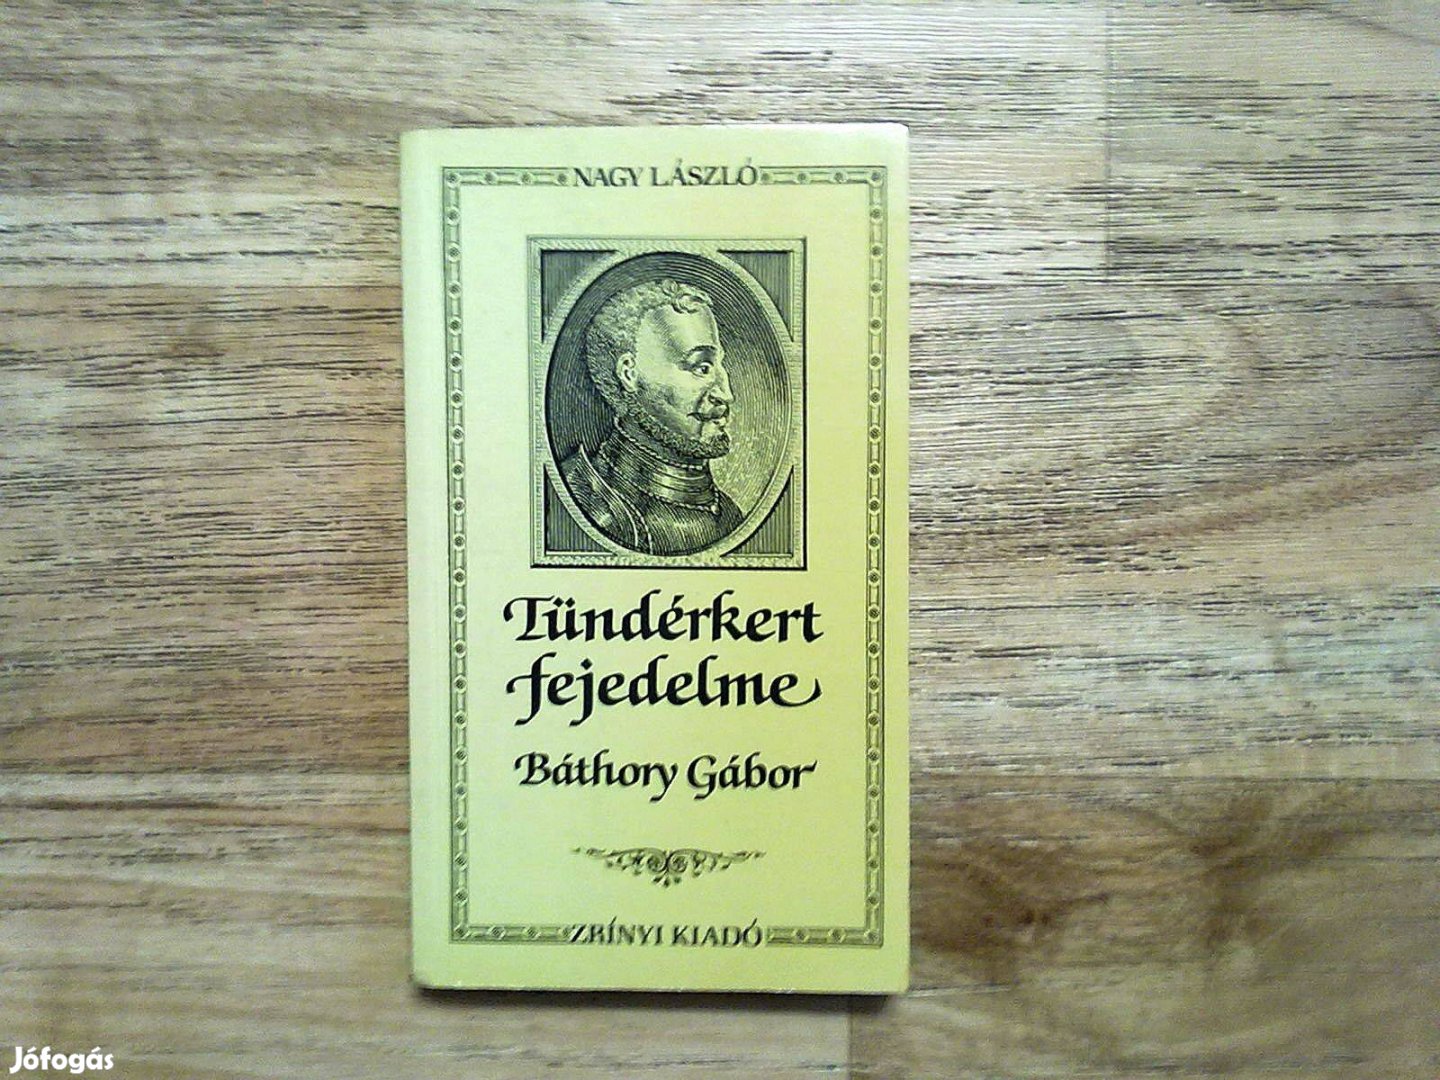 NAGY LÁSZLÓ
Tündérkert
fejedelme
Báthory Gábor
ZRÍNYI KIADÓ
Jófogás